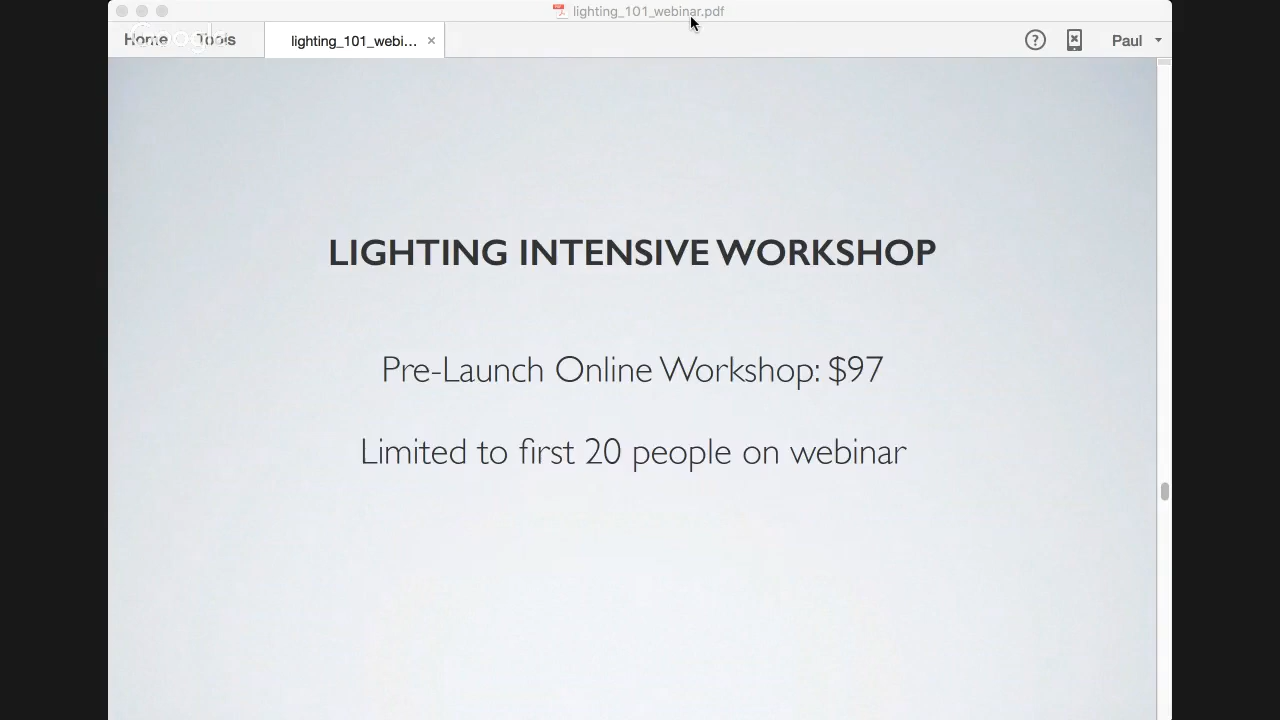 lighting_101_webinar.pdf
Home Tools
Google
lighting_101_webi... ×
Paul
LIGHTING INTENSIVE WORKSHOP
Pre-Launch Online Workshop: $97
Limited to first 20 people on webinar